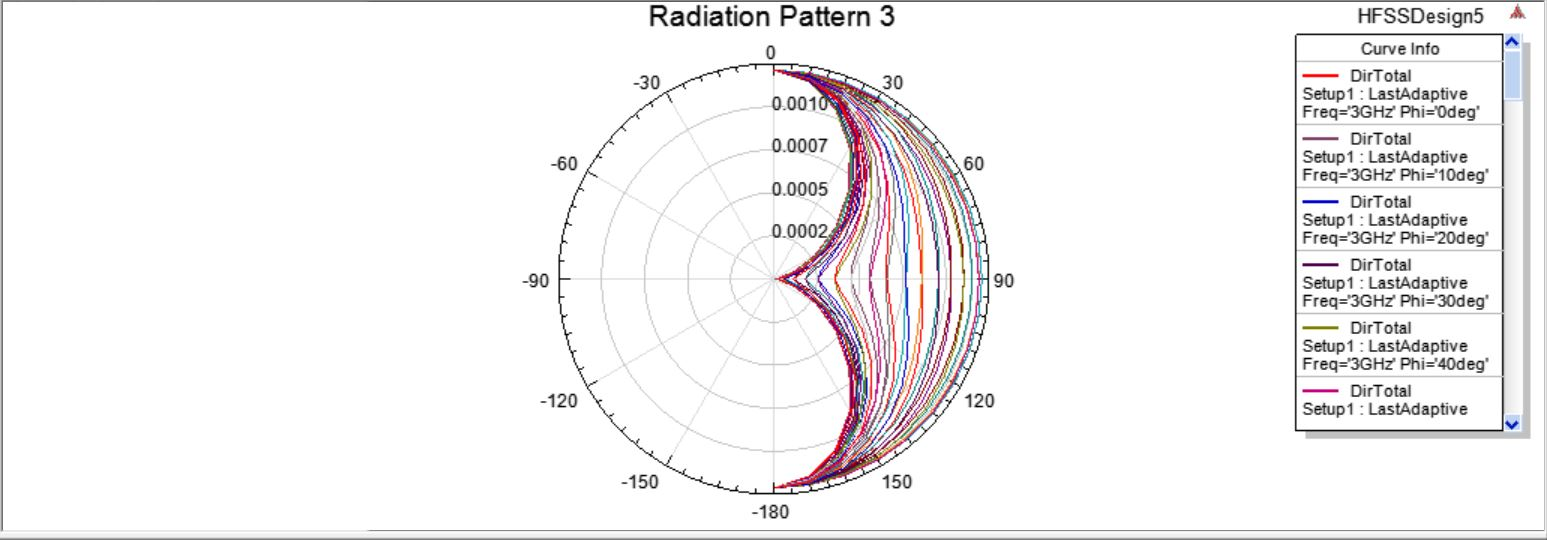 Radiation Pattern 3
HFSSDesign5
0
-30
30
-60
60
-90
90
-120
120
-150
150
-180
0.0010
0.0007
0.0005
0.0002
Curve Info
DirTotal
Setup1 : LastAdaptive
Freq='3GHz' Phi='0deg'
DirTotal
Setup1 : LastAdaptive
Freq='3GHz' Phi='10deg'
DirTotal
Setup1 : LastAdaptive
Freq='3GHz' Phi='20deg'
DirTotal
Setup1 : LastAdaptive
Freq='3GHz' Phi='30deg'
DirTotal
Setup1 : LastAdaptive
Freq='3GHz' Phi='40deg'
DirTotal
Setup1 : LastAdaptive